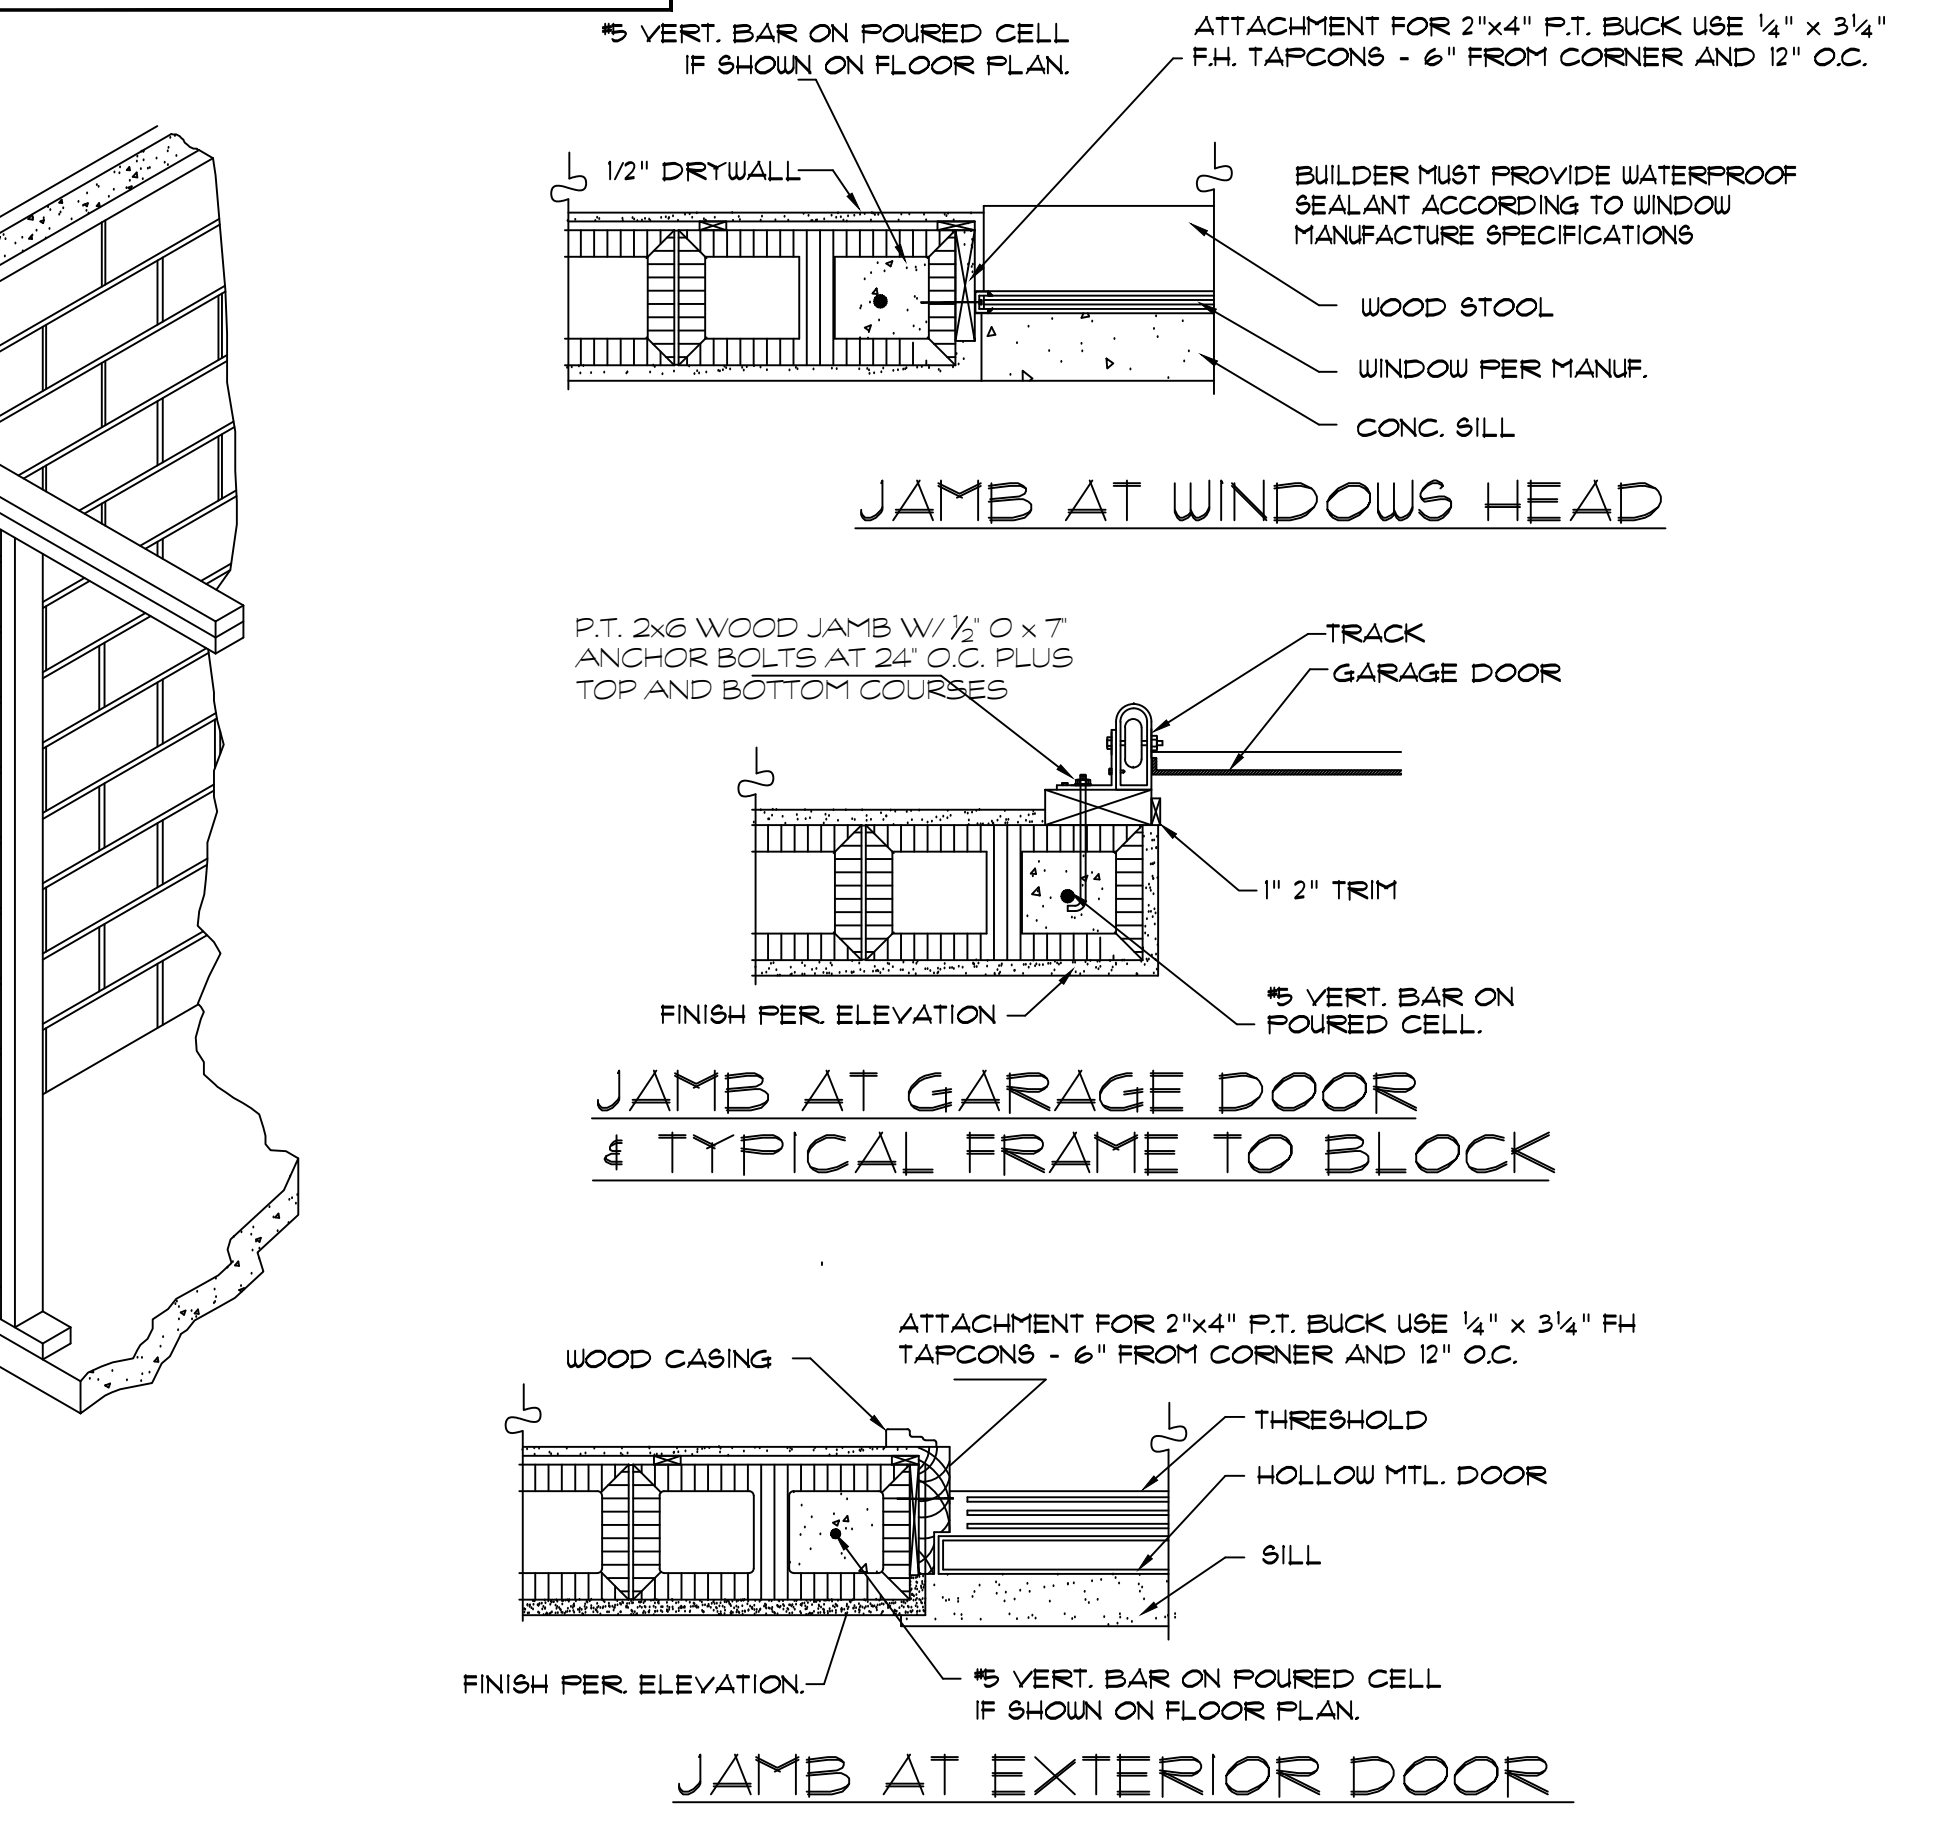 #5 VERT. BAR ON POURED CELL
IF SHOWN ON FLOOR PLAN.
ATTACHMENT FOR 2"x4" P.T. BUCK USE 1/4" x 3 1/4"
F.H. TAPCONS - 6" FROM CORNER AND 12" O.C.
1/2" DRYWALL
BUILDER MUST PROVIDE WATERPROOF
SEALANT ACCORDING TO WINDOW
MANUFACTURE SPECIFICATIONS
WOOD STOOL
WINDOW PER MANUF.
CONC. SILL
JAMB AT WINDOWS HEAD
P.T. 2x6 WOOD JAMB W/ 1/2" O x 7"
ANCHOR BOLTS AT 24" O.C. PLUS
TOP AND BOTTOM COURSES
TRACK
GARAGE DOOR
1" 2" TRIM
FINISH PER. ELEVATION
#5 VERT. BAR ON
POURED CELL.
JAMB AT GARAGE DOOR
& TYPICAL FRAME TO BLOCK
ATTACHMENT FOR 2"x4" P.T. BUCK USE 1/4" x 3 1/4" FH
TAPCONS - 6" FROM CORNER AND 12" O.C.
WOOD CASING
THRESHOLD
HOLLOW MTL. DOOR
SILL
FINISH PER. ELEVATION.
#5 VERT. BAR ON POURED CELL
IF SHOWN ON FLOOR PLAN.
JAMB AT EXTERIOR DOOR